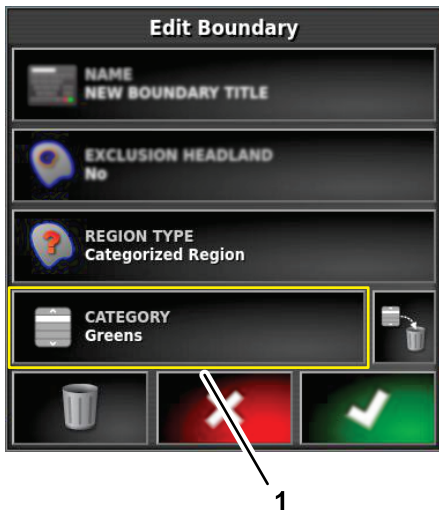 Edit Boundary
NAME
NEW BOUNDARY TITLE
EXCLUSION HEADLAND
No
REGION TYPE
Categorized Region
CATEGORY
Greens
1